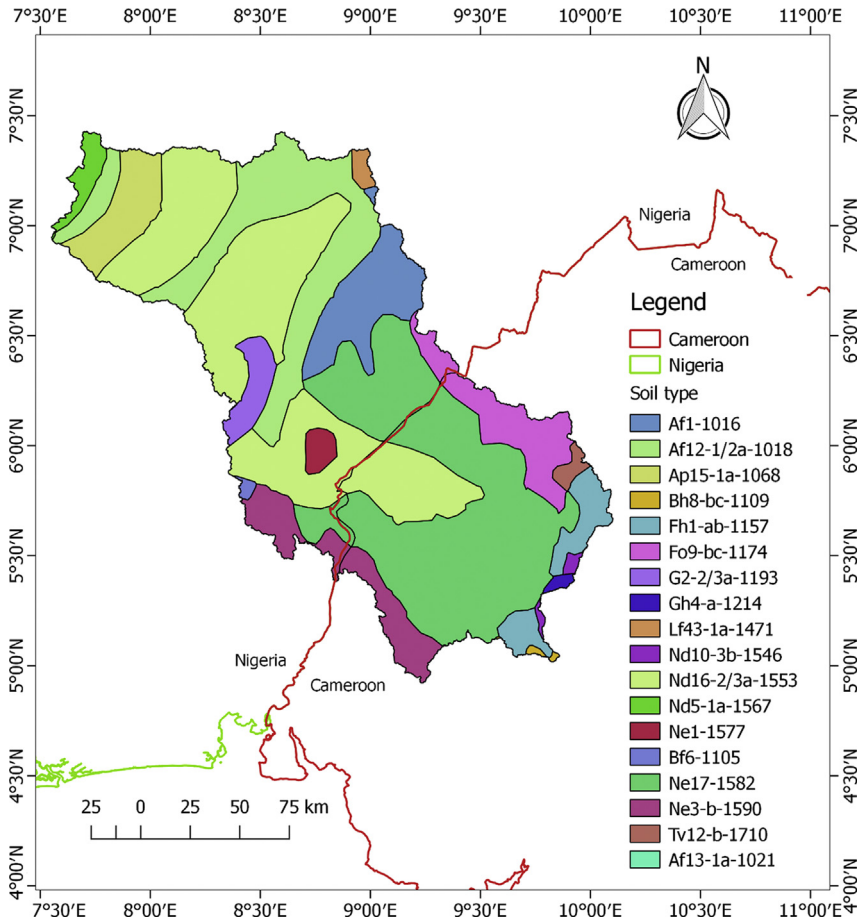 7°30'E 8°00'E 8°30'E 9°00'E 9°30'E 10°00'E 10°30'E 11°00'E
N
7°30'N 7°30'N
7°00'N 7°00'N
6°30'N 6°30'N
6°00'N 6°00'N
5°30'N 5°30'N
5°00'N 5°00'N
4°30'N 4°30'N
4°00'N 4°00'N
Nigeria
Cameroon
Legend
Cameroon
Nigeria
Soil type
Af1-1016
Af12-1/2a-1018
Ap15-1a-1068
Bh8-bc-1109
Fh1-ab-1157
Fo9-bc-1174
G2-2/3a-1193
Gh4-a-1214
Lf43-1a-1471
Nd10-3b-1546
Nd16-2/3a-1553
Nd5-1a-1567
Ne1-1577
Bf6-1105
Ne17-1582
Ne3-b-1590
Tv12-b-1710
Af13-1a-1021
Nigeria
Cameroon
25 0 25 50 75 km
7°30'E 8°00'E 8°30'E 9°00'E 9°30'E 10°00'E 10°30'E 11°00'E